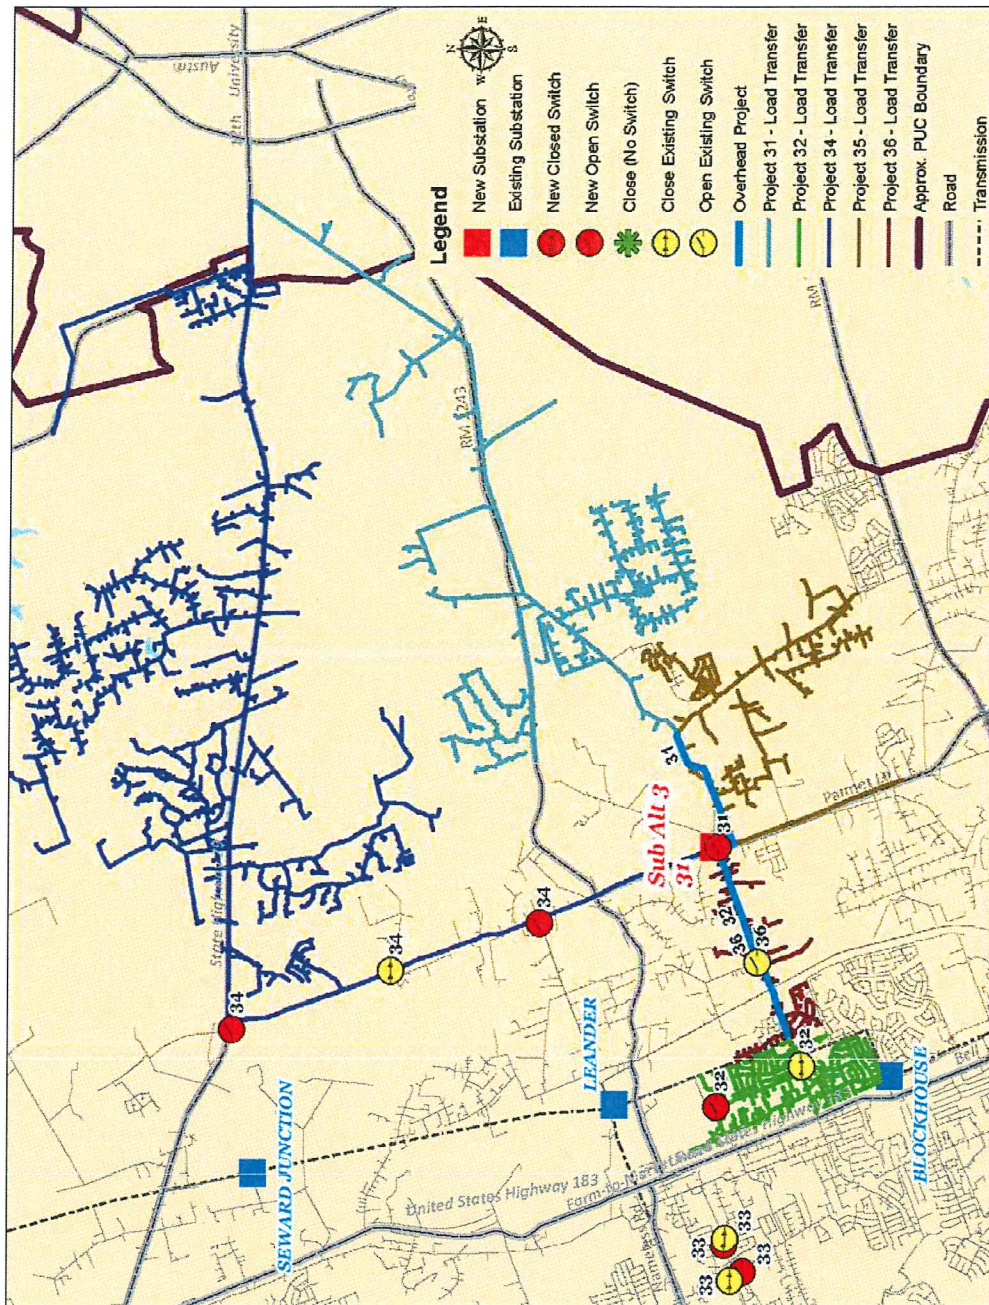 Legend
New Substation
Existing Substation
New Closed Switch
New Open Switch
Close (No Switch)
Close Existing Switch
Open Existing Switch
Overhead Project
Project 31 - Load Transfer
Project 32 - Load Transfer
Project 34 - Load Transfer
Project 35 - Load Transfer
Project 36 - Load Transfer
Approx. PUC Boundary
Road
Transmission
N
E
S
W
University
RM 2243
RM
State Highway
34
34
34
Sub Alt 3
31
31
31
32
36
36
32
32
33
33
33
33
SEWARD JUNCTION
LEANDER
BLOCKHOUSE
United States Highway 183
Bell